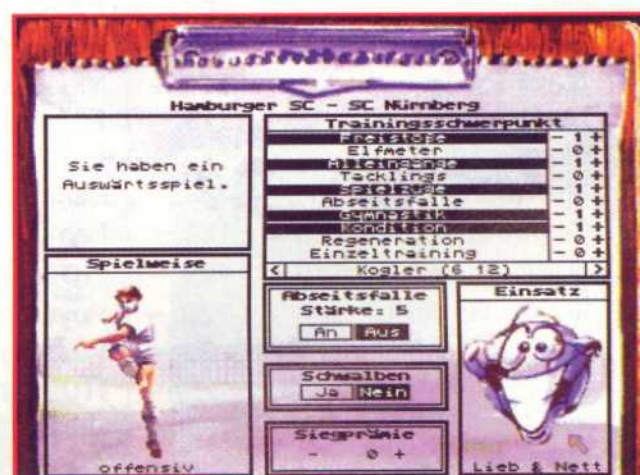 Hamburger SC - SC Nürnberg
Sie haben ein
Auswärtsspiel.
Trainingsschwerpunkt
Freistöße - 1 +
Elfmeter - 0 +
Alleingänge - 1 +
Tacklings - 0 +
Spielzüge - 1 +
Abseitsfalle - 0 +
Gymnastik - 1 +
Kondition - 1 +
Regeneration - 0 +
Einzeltraining - 0 +
< Kogler (6 12) >
Spielweise
offensiv
Abseitsfalle
Stärke: 5
An Aus
Schwalben
Ja Nein
Siegprämie
- 0 +
Einsatz
Lieb & Nett